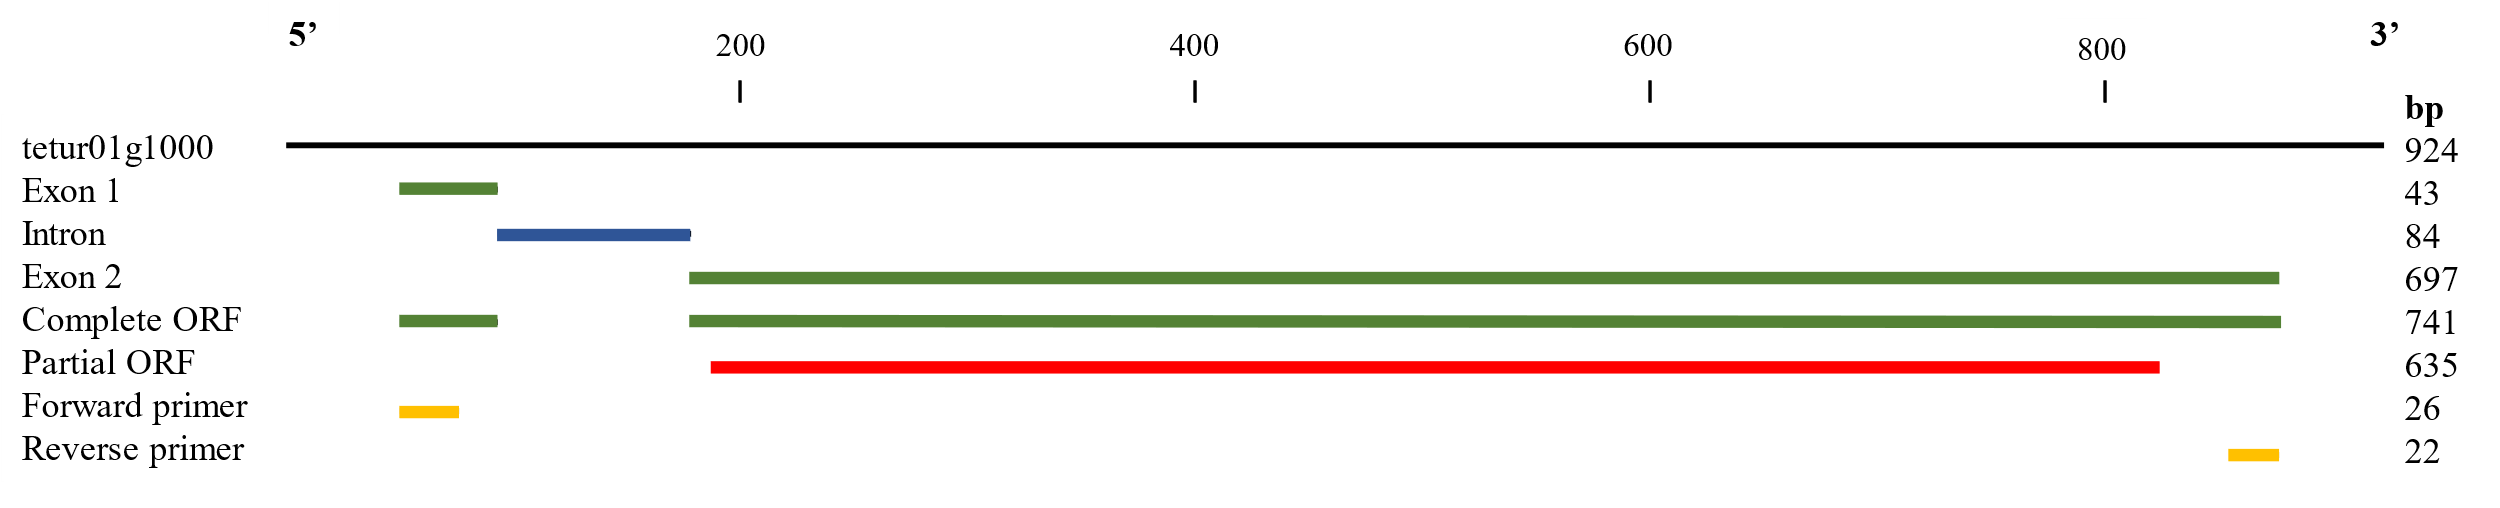 5’ 200 400 600 800 3’
bp
tetur01g1000 924
Exon 1 43
Intron 84
Exon 2 697
Complete ORF 741
Partial ORF 635
Forward primer 26
Reverse primer 22